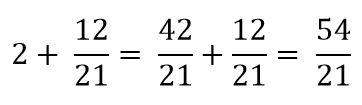 2 + 12/21 = 42/21 + 12/21 = 54/21